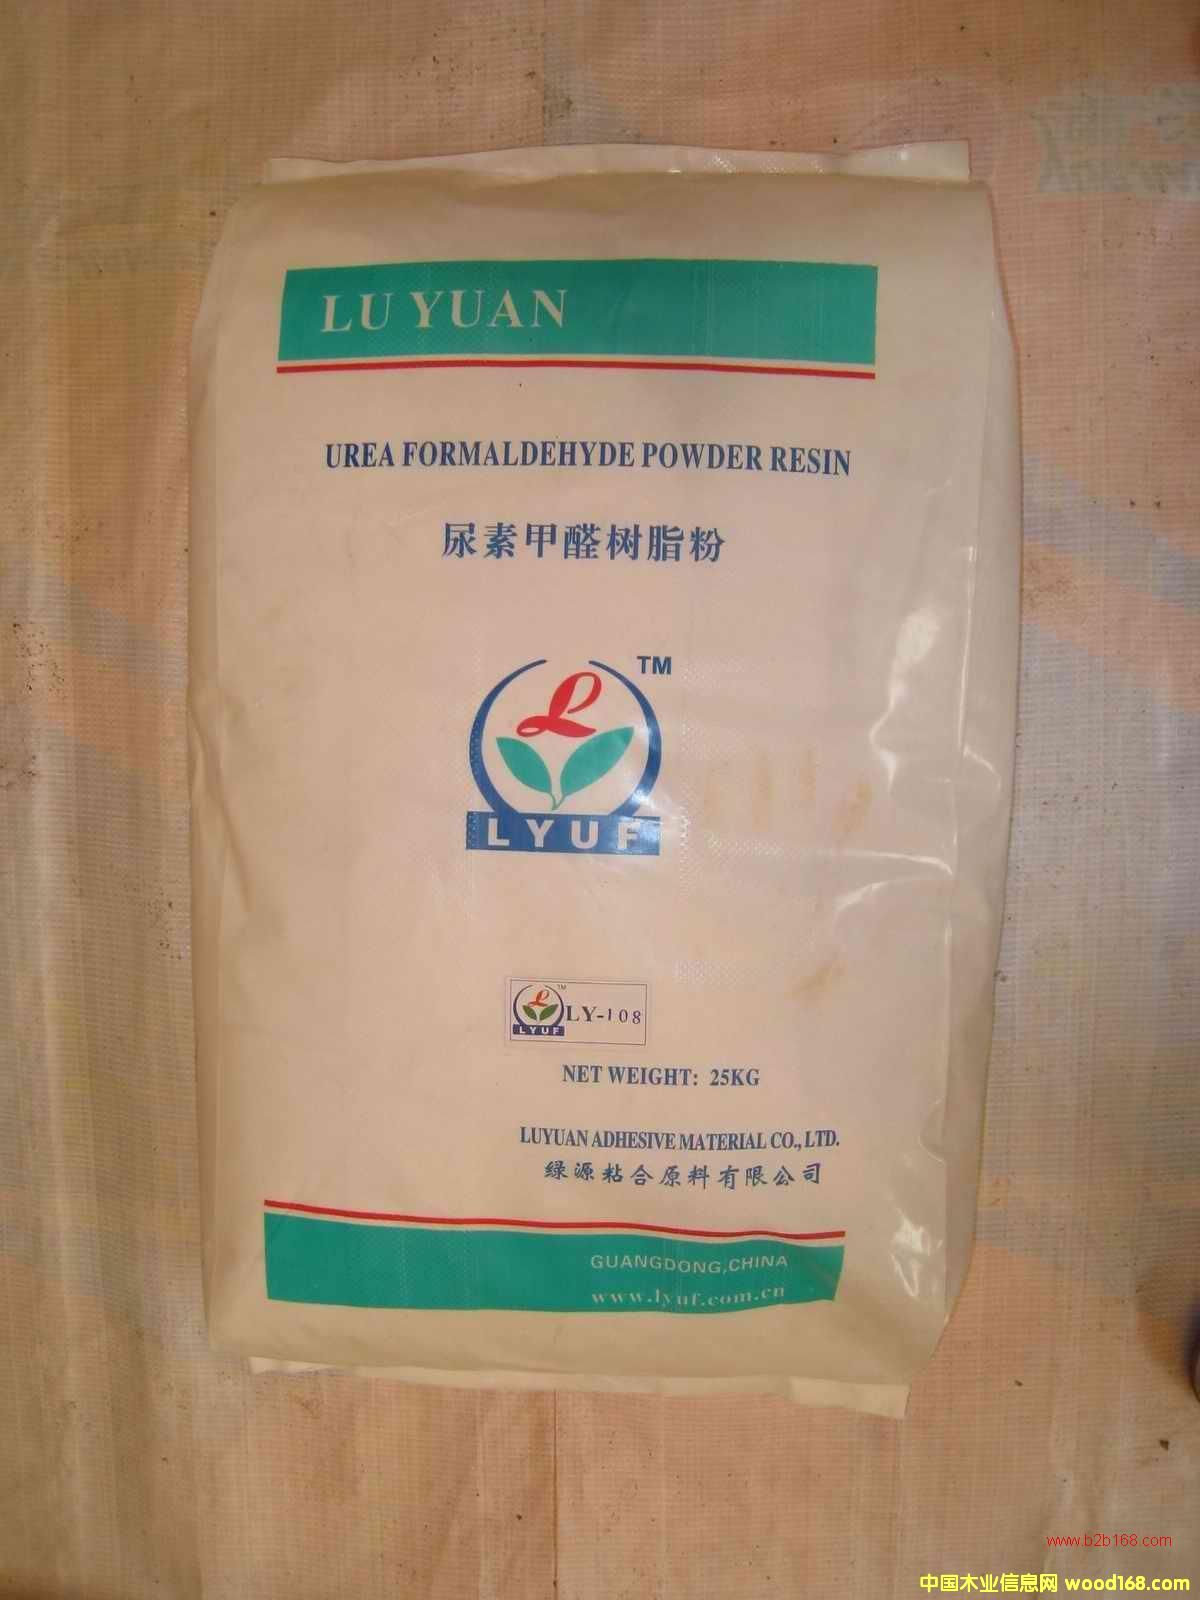 LU YUAN
UREA FORMALDEHYDE POWDER RESIN
尿素甲醛树脂粉
L
TM
LYUF
L
TM
LYUF
LY-108
NET WEIGHT: 25KG
LUYUAN ADHESIVE MATERIAL CO., LTD.
绿源粘合原料有限公司
GUANGDONG,CHINA
www.lyuf.com.cn
www.b2b168.com
中国木业信息网 wood168.com